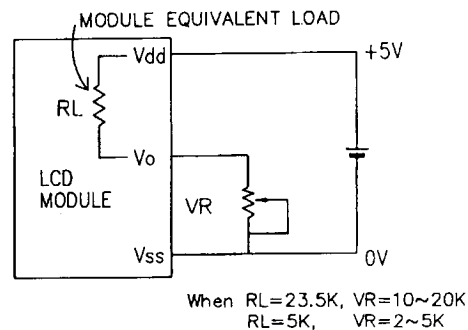 MODULE EQUIVALENT LOAD
Vdd
+5V
RL
Vo
LCD
MODULE
VR
Vss
0V
When RL=23.5K, VR=10~20K
RL=5K, VR=2~5K